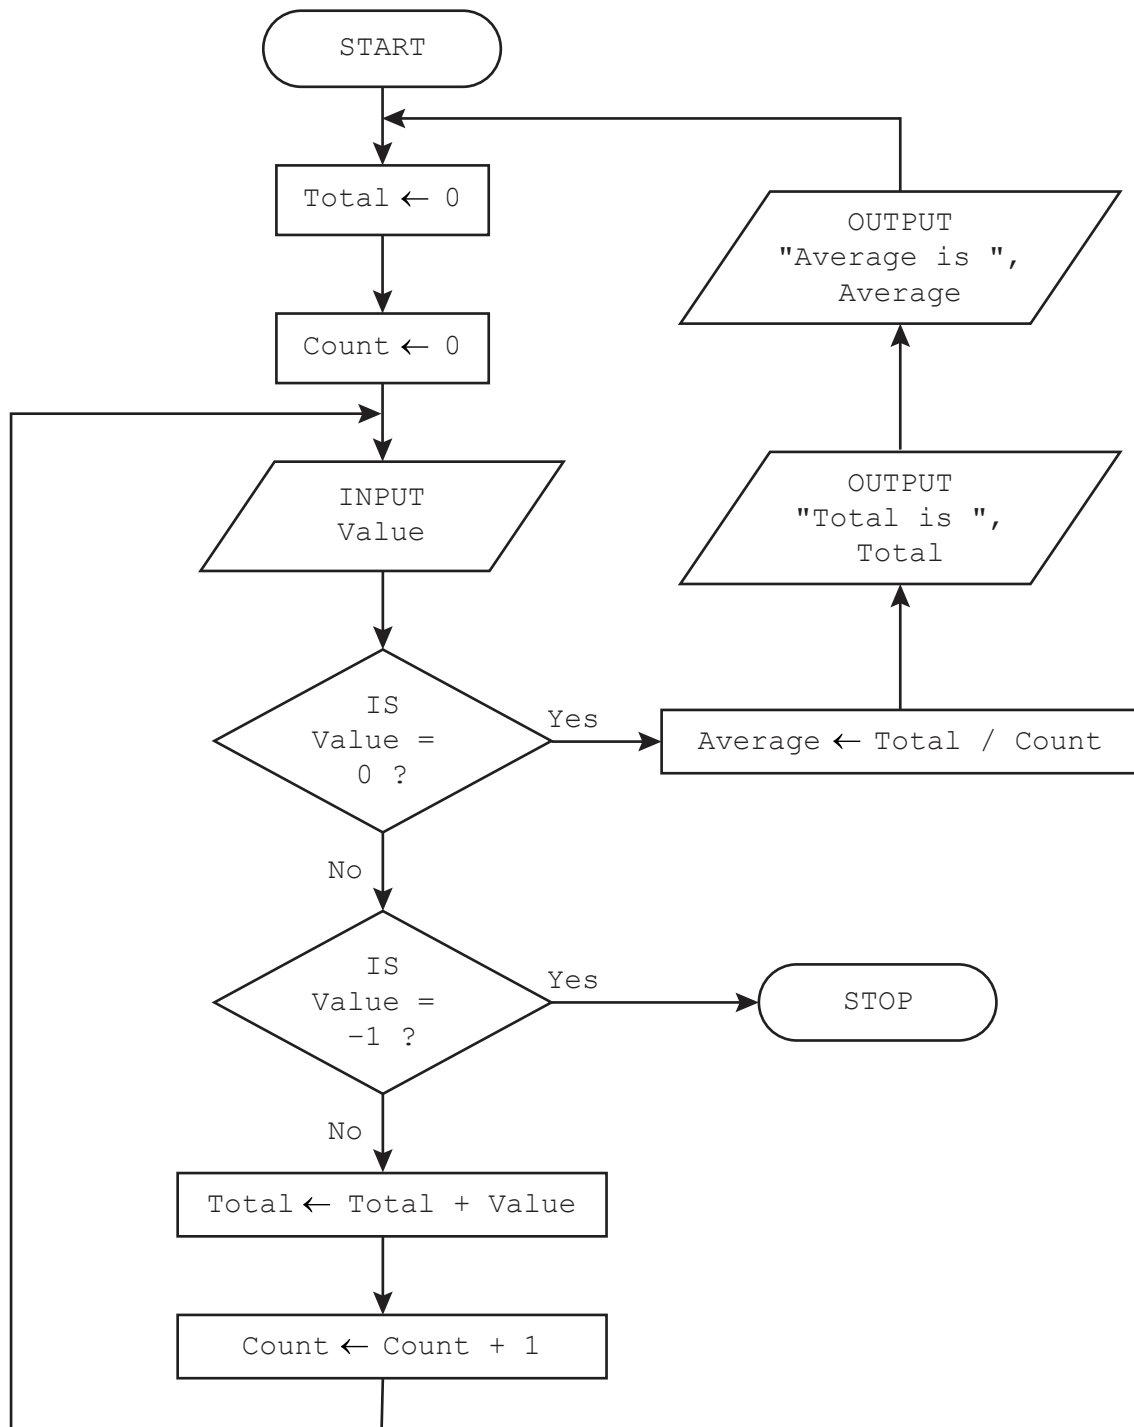 START
Total ← 0
Count ← 0
INPUT
Value
IS
Value =
0 ?
Yes
Average ← Total / Count
OUTPUT
"Total is ",
Total
OUTPUT
"Average is ",
Average
No
IS
Value =
–1 ?
Yes
STOP
No
Total ← Total + Value
Count ← Count + 1